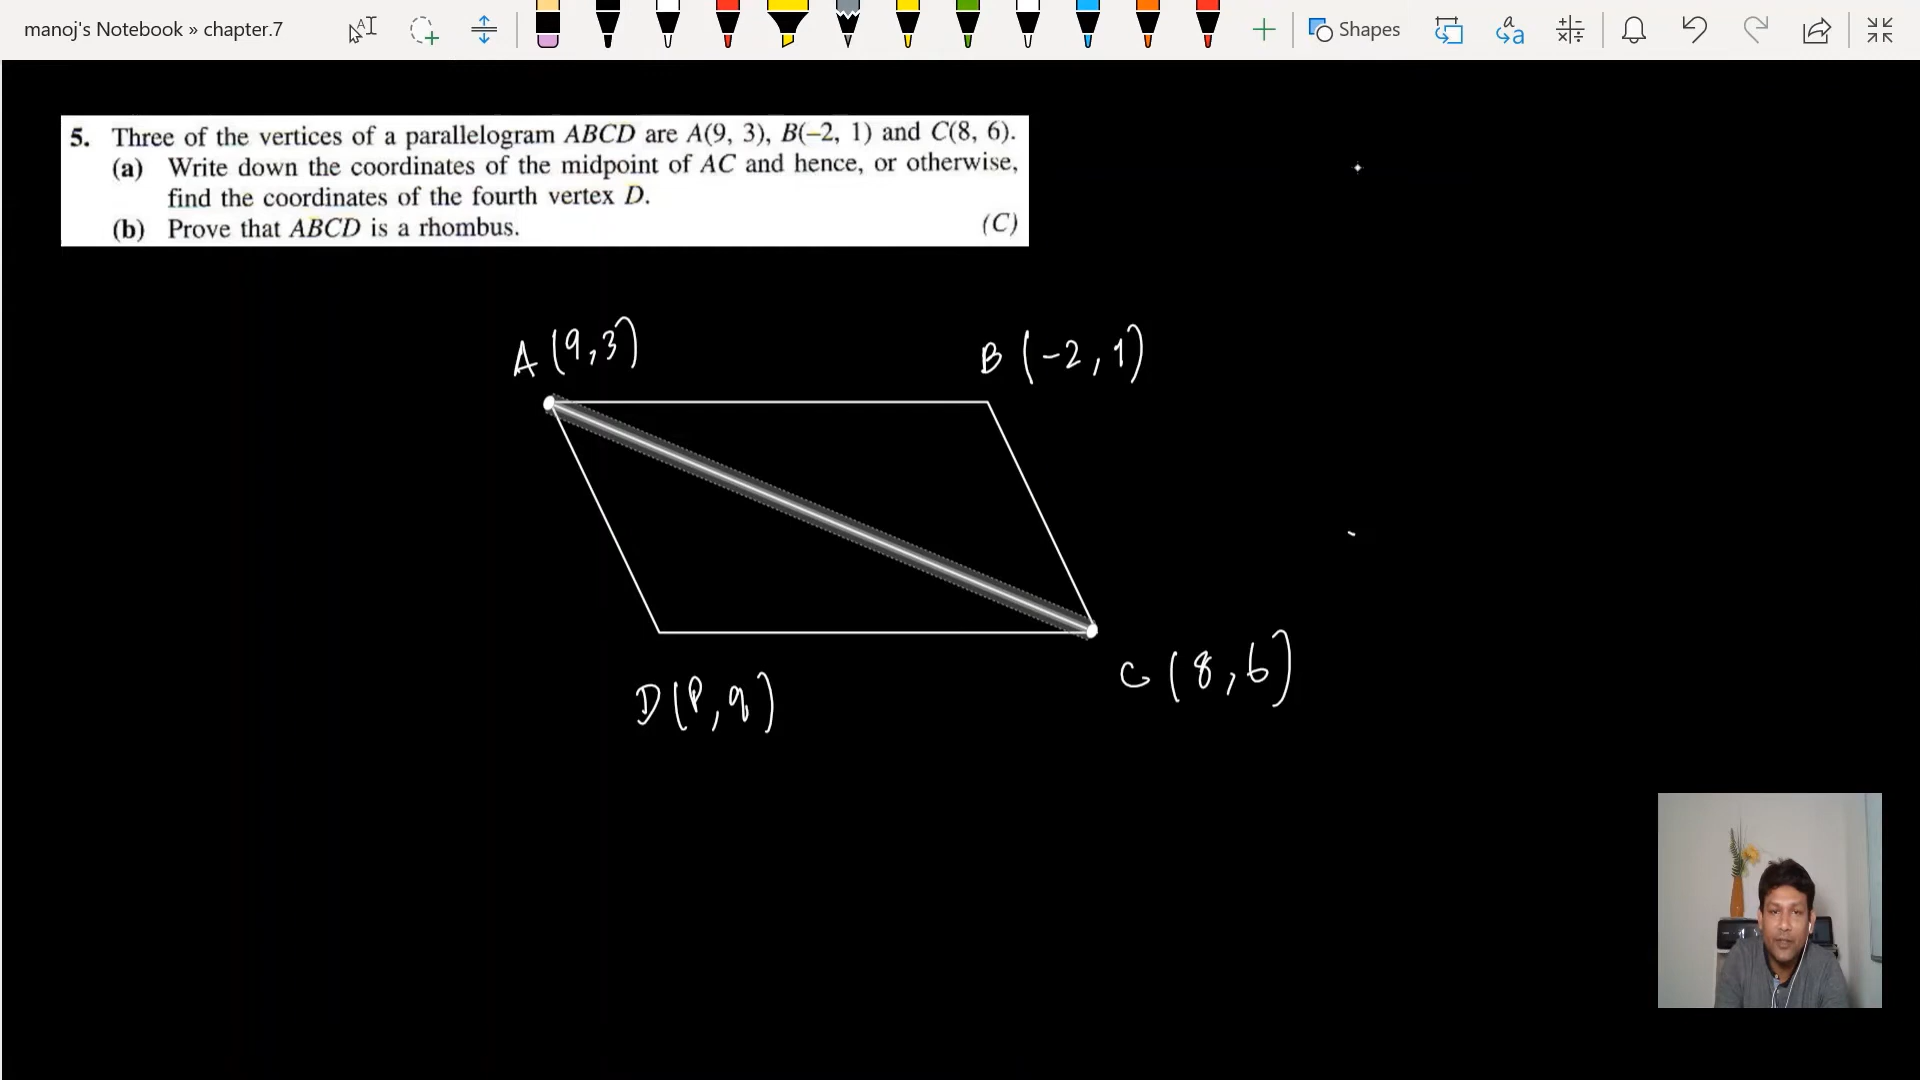 manoj's Notebook » chapter.7
Shapes
5. Three of the vertices of a parallelogram ABCD are A(9, 3), B(–2, 1) and C(8, 6).
(a) Write down the coordinates of the midpoint of AC and hence, or otherwise,
find the coordinates of the fourth vertex D.
(b) Prove that ABCD is a rhombus. (C)
A (9,3)
B (-2, 1)
C (8,6)
D (P, q)